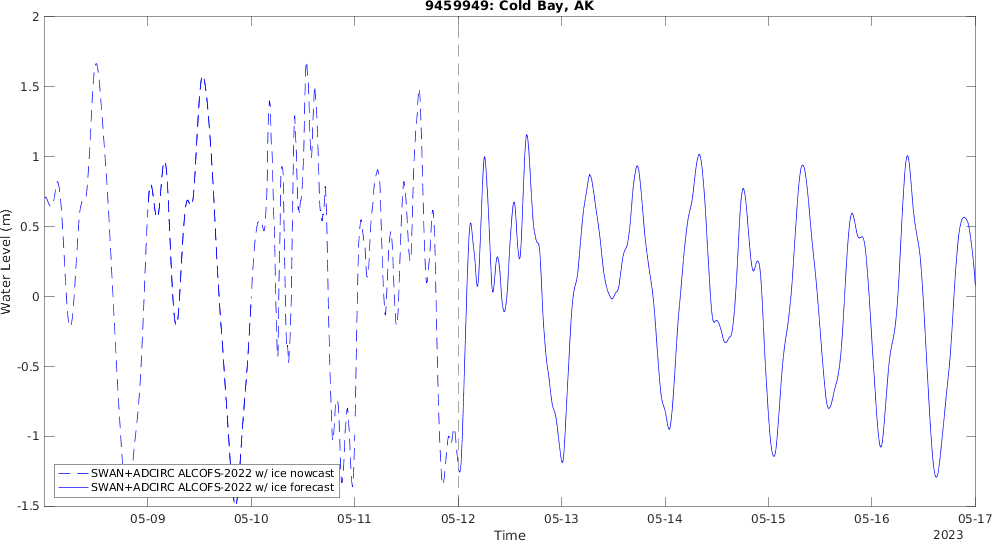 9459949: Cold Bay, AK
2
1.5
1
0.5
0
-0.5
-1
-1.5
Water Level (m)
SWAN+ADCIRC ALCOFS-2022 w/ ice nowcast
SWAN+ADCIRC ALCOFS-2022 w/ ice forecast
05-09 05-10 05-11 05-12 05-13 05-14 05-15 05-16 05-17
Time
2023